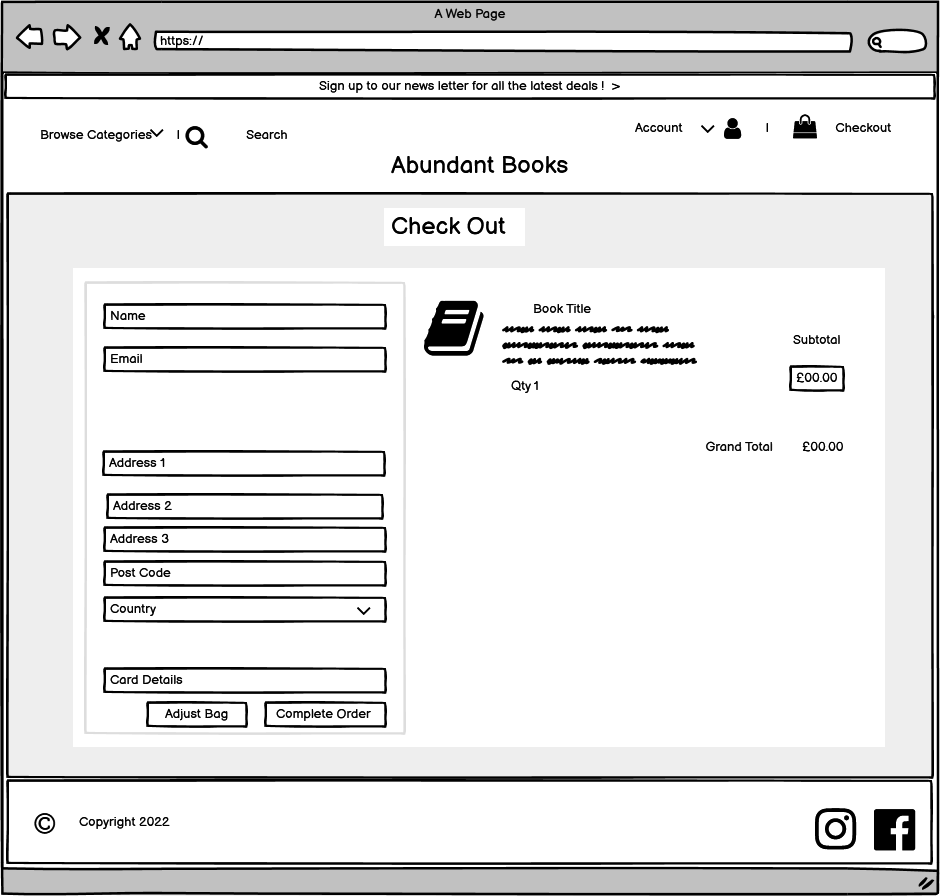 A Web Page
https://
Sign up to our news letter for all the latest deals ! >
Browse Categories | Search
Account | Checkout
Abundant Books
Check Out
Name
Email
Address 1
Address 2
Address 3
Post Code
Country
Card Details
Adjust Bag
Complete Order
Book Title
Qty 1
Subtotal
£00.00
Grand Total £00.00
© Copyright 2022